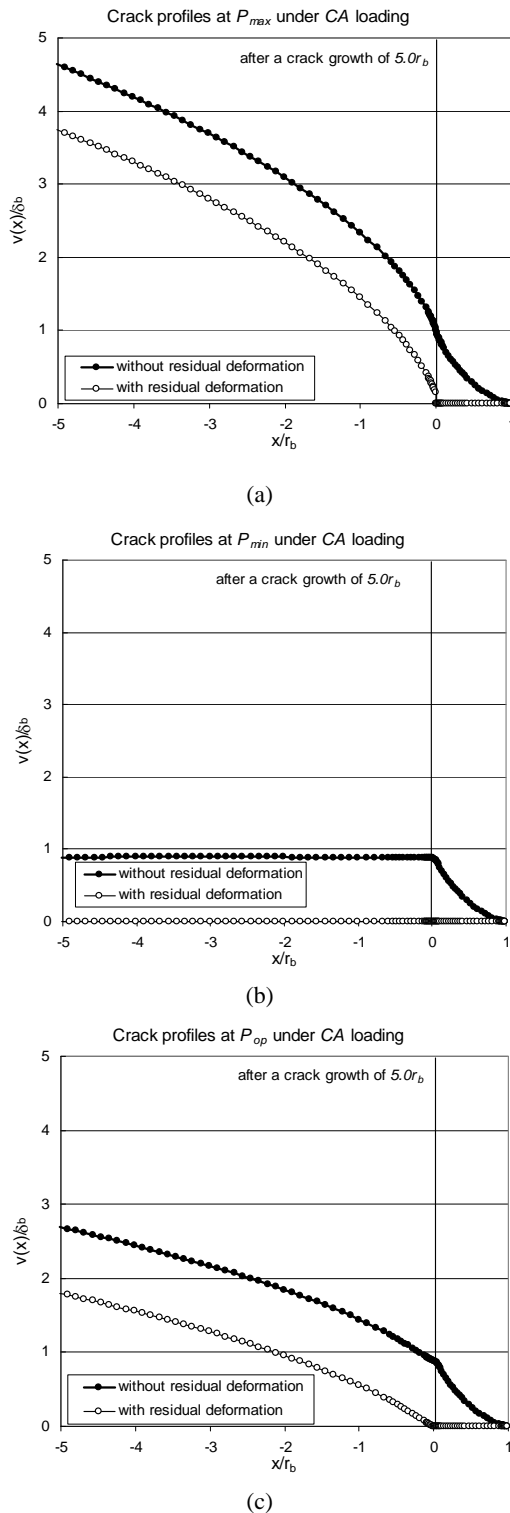 Crack profiles at Pmax under CA loading
after a crack growth of 5.0rb
5
4
3
2
1
0
v(x)/δb
without residual deformation
with residual deformation
-5 -4 -3 -2 -1 0 1
x/rb
(a)
Crack profiles at Pmin under CA loading
after a crack growth of 5.0rb
5
4
3
2
1
0
v(x)/δb
without residual deformation
with residual deformation
-5 -4 -3 -2 -1 0 1
x/rb
(b)
Crack profiles at Pop under CA loading
after a crack growth of 5.0rb
5
4
3
2
1
0
v(x)/δb
without residual deformation
with residual deformation
-5 -4 -3 -2 -1 0 1
x/rb
(c)